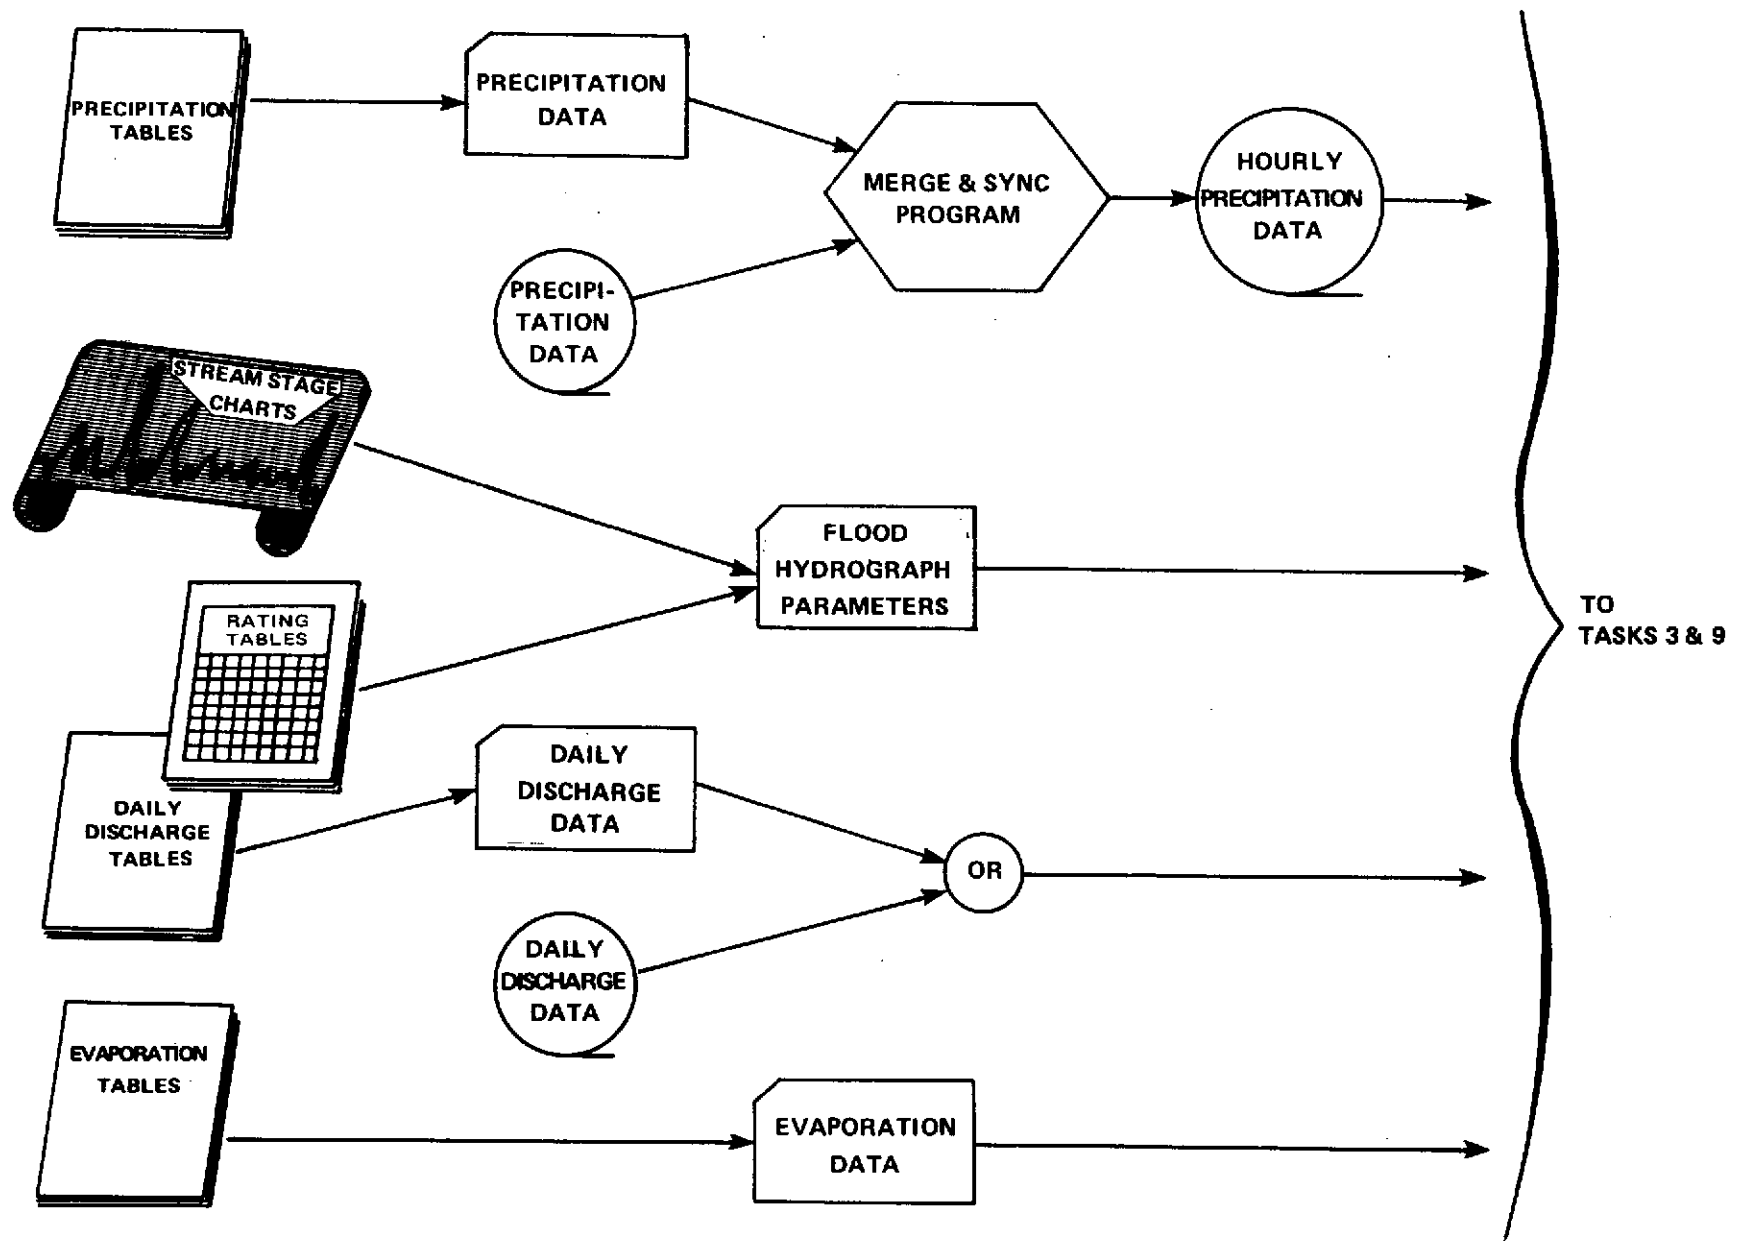 PRECIPITATION
TABLES
PRECIPITATION
DATA
MERGE & SYNC
PROGRAM
HOURLY
PRECIPITATION
DATA
PRECIPI-
TATION
DATA
STREAM STAGE
CHARTS
FLOOD
HYDROGRAPH
PARAMETERS
RATING
TABLES
TO
TASKS 3 & 9
DAILY
DISCHARGE
TABLES
DAILY
DISCHARGE
DATA
OR
DAILY
DISCHARGE
DATA
EVAPORATION
TABLES
EVAPORATION
DATA